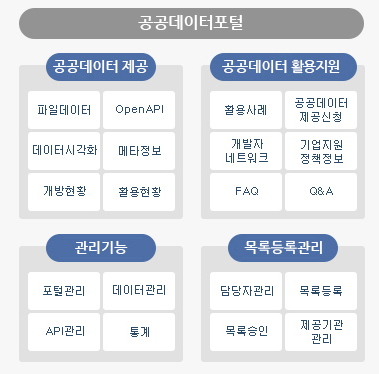 공공데이터포털
공공데이터 제공
파일데이터
OpenAPI
데이터시각화
메타정보
개방현황
활용현황
공공데이터 활용지원
활용사례
공공데이터
제공신청
개발자
네트워크
기업지원
정책정보
FAQ
Q&A
관리기능
포털관리
데이터관리
API관리
통계
목록등록관리
담당자관리
목록등록
목록승인
제공기관
관리